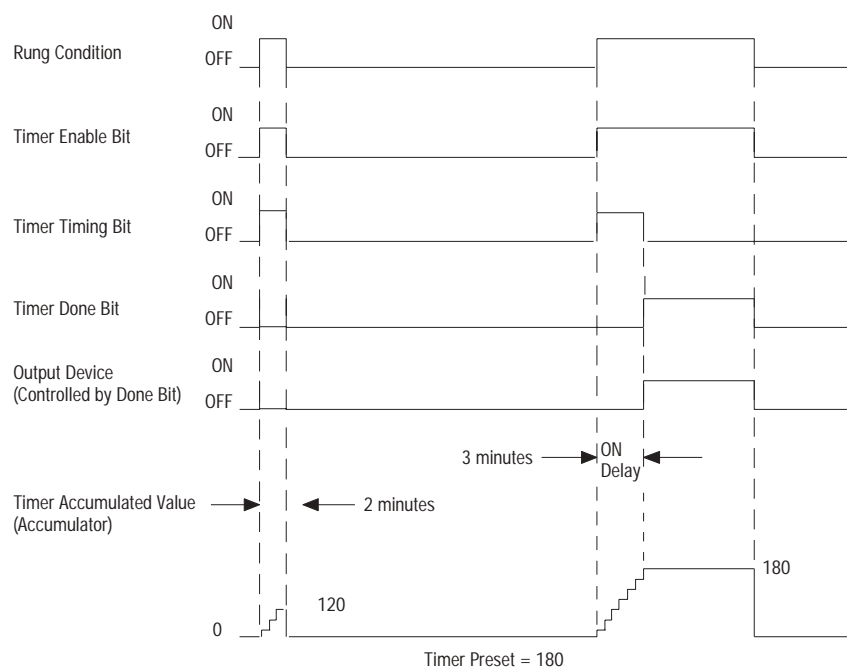 ON
Rung Condition
OFF
ON
Timer Enable Bit
OFF
ON
Timer Timing Bit
OFF
ON
Timer Done Bit
OFF
ON
Output Device
(Controlled by Done Bit)
OFF
3 minutes
ON
Delay
Timer Accumulated Value
(Accumulator)
2 minutes
180
120
0
Timer Preset = 180